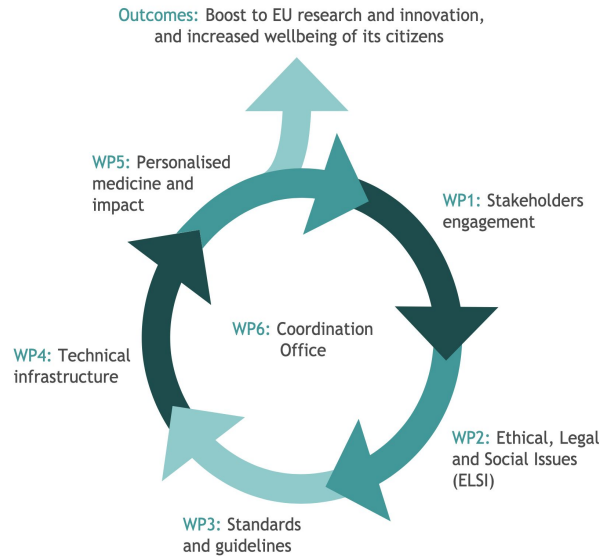 Outcomes: Boost to EU research and innovation,
and increased wellbeing of its citizens
WP5: Personalised
medicine and
impact
WP1: Stakeholders
engagement
WP6: Coordination
Office
WP4: Technical
infrastructure
WP2: Ethical, Legal
and Social Issues
(ELSI)
WP3: Standards
and guidelines